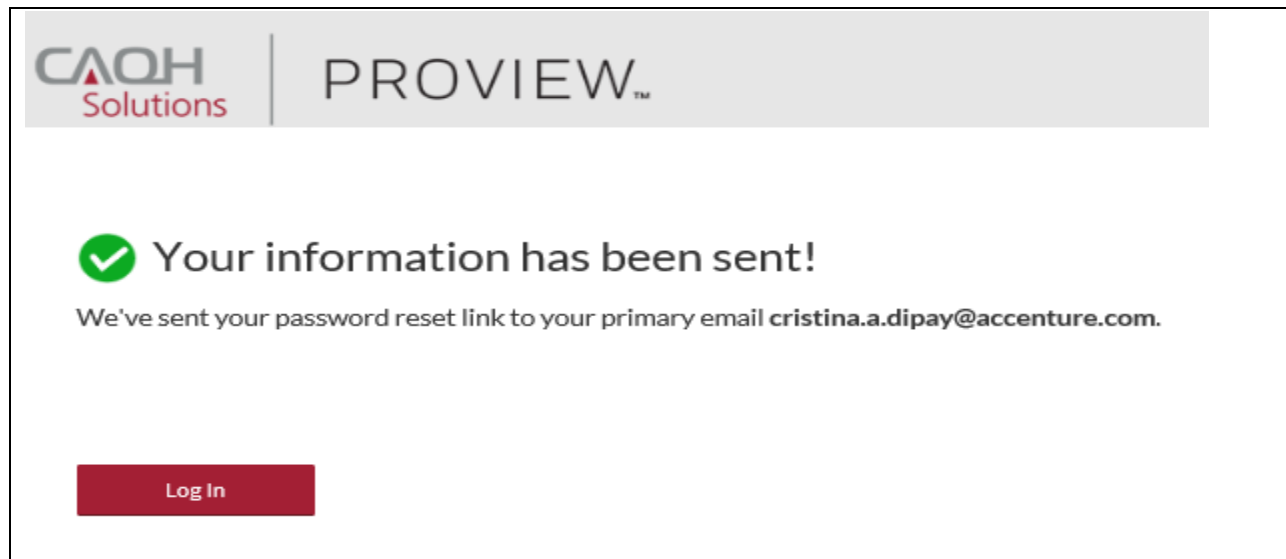 CAQH
Solutions
PROVIEW™
Your information has been sent!
We've sent your password reset link to your primary email cristina.a.dipay@accenture.com.
Log In